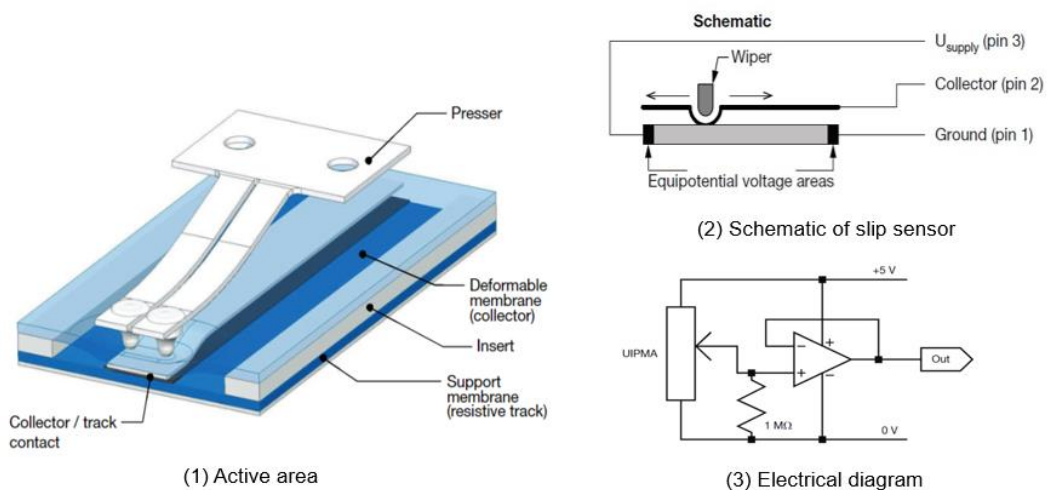 Presser
Deformable
membrane
(collector)
Insert
Support
membrane
(resistive track)
Collector / track
contact
(1) Active area
Schematic
Wiper
Usupply (pin 3)
Collector (pin 2)
Ground (pin 1)
Equipotential voltage areas
(2) Schematic of slip sensor
+5 V
UIPMA
−
+
+
−
Out
1 MΩ
0 V
(3) Electrical diagram